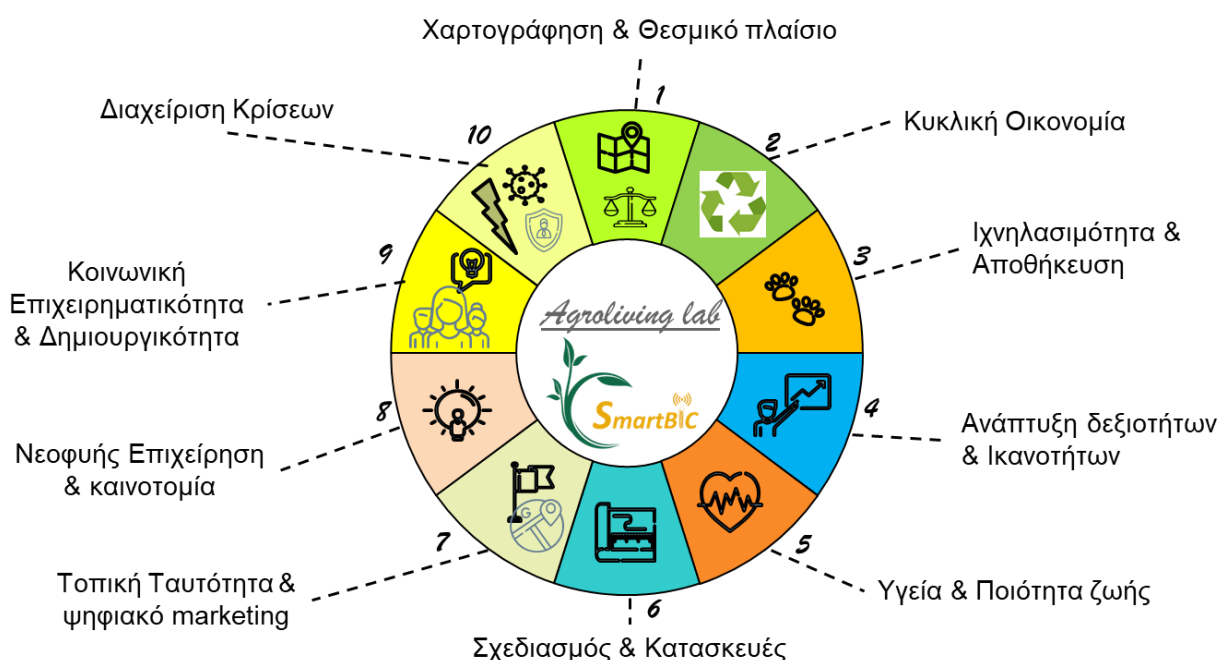 Χαρτογράφηση & Θεσμικό πλαίσιο
1
Κυκλική Οικονομία
2
Ιχνηλασιμότητα &
Αποθήκευση
3
Ανάπτυξη δεξιοτήτων
& Ικανοτήτων
4
Υγεία & Ποιότητα ζωής
5
Σχεδιασμός & Κατασκευές
6
Τοπική Ταυτότητα &
ψηφιακό marketing
7
Νεοφυής Επιχείρηση
& καινοτομία
8
Κοινωνική
Επιχειρηματικότητα
& Δημιουργικότητα
9
Διαχείριση Κρίσεων
10
Agroliving lab
SmartBIC
G